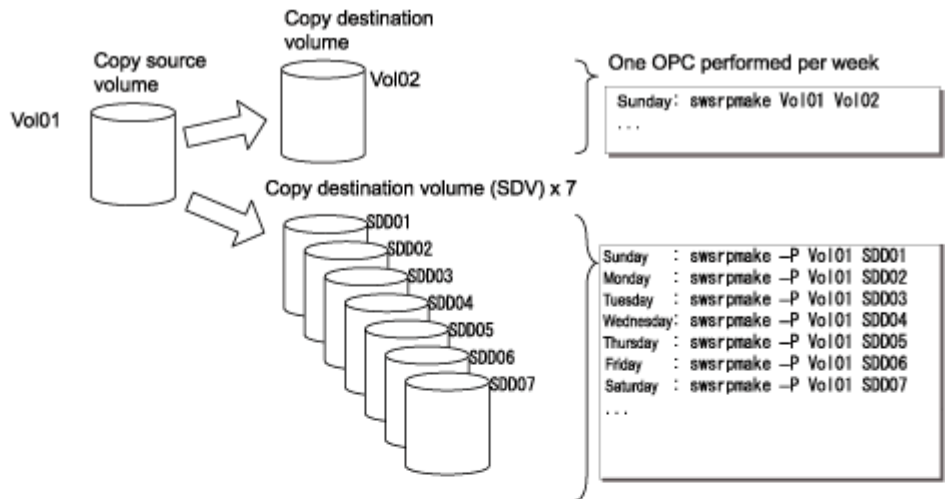 Copy destination
volume
Copy source
volume
Vol02
Vol01
One OPC performed per week
Sunday: swsrpmake Vol01 Vol02
...
Copy destination volume (SDV) x 7
SDD01
SDD02
SDD03
SDD04
SDD05
SDD06
SDD07
Sunday : swsrpmake –P Vol01 SDD01
Monday : swsrpmake –P Vol01 SDD02
Tuesday : swsrpmake –P Vol01 SDD03
Wednesday: swsrpmake –P Vol01 SDD04
Thursday : swsrpmake –P Vol01 SDD05
Friday : swsrpmake –P Vol01 SDD06
Saturday : swsrpmake –P Vol01 SDD07
...